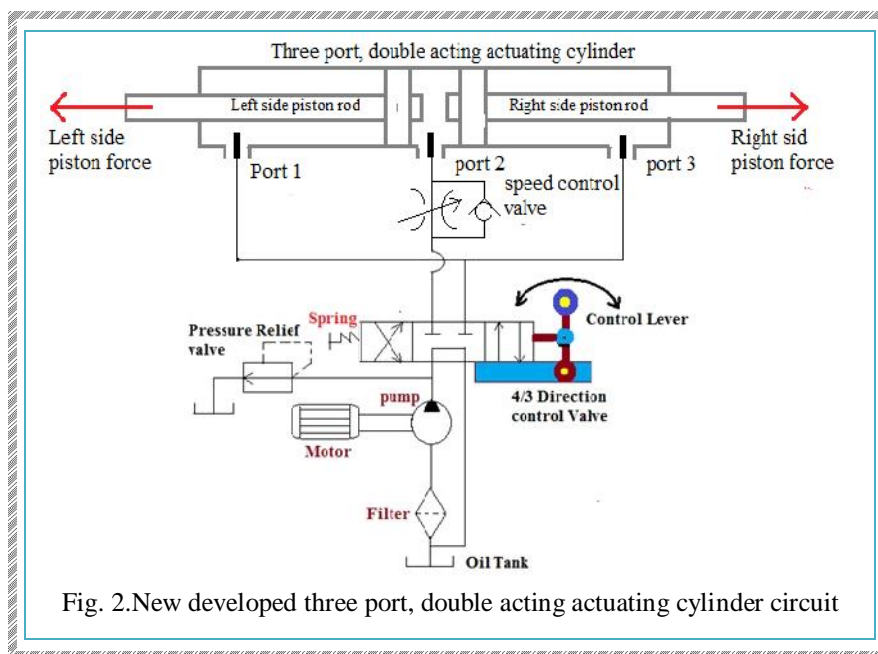 Three port, double acting actuating cylinder
Left side piston rod
Right side piston rod
Left side
piston force
Port 1
port 2
port 3
Right sid
piston force
speed control
valve
Spring
Pressure Relief
valve
Control Lever
pump
4/3 Direction
control Valve
Motor
Filter
Oil Tank
Fig. 2.New developed three port, double acting actuating cylinder circuit